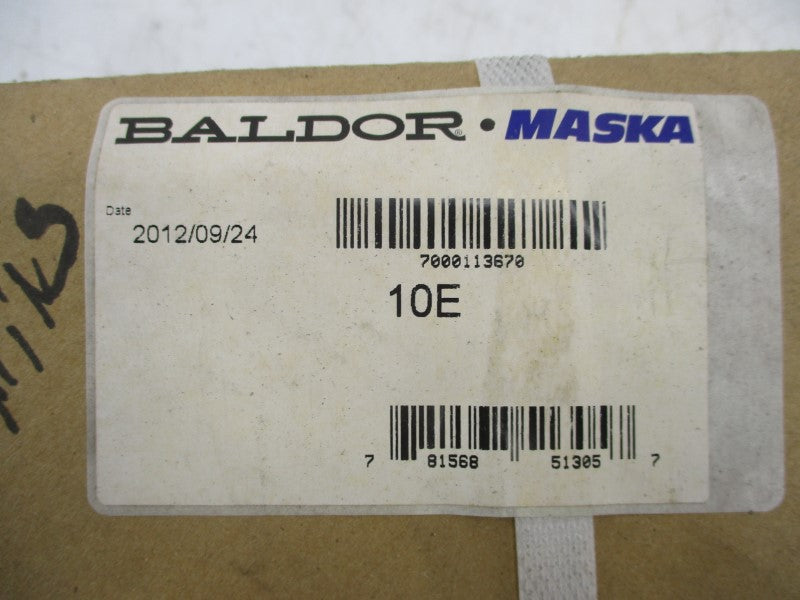 BALDOR® • MASKA
Date
2012/09/24
7000113670
10E
7 81568 51305 7